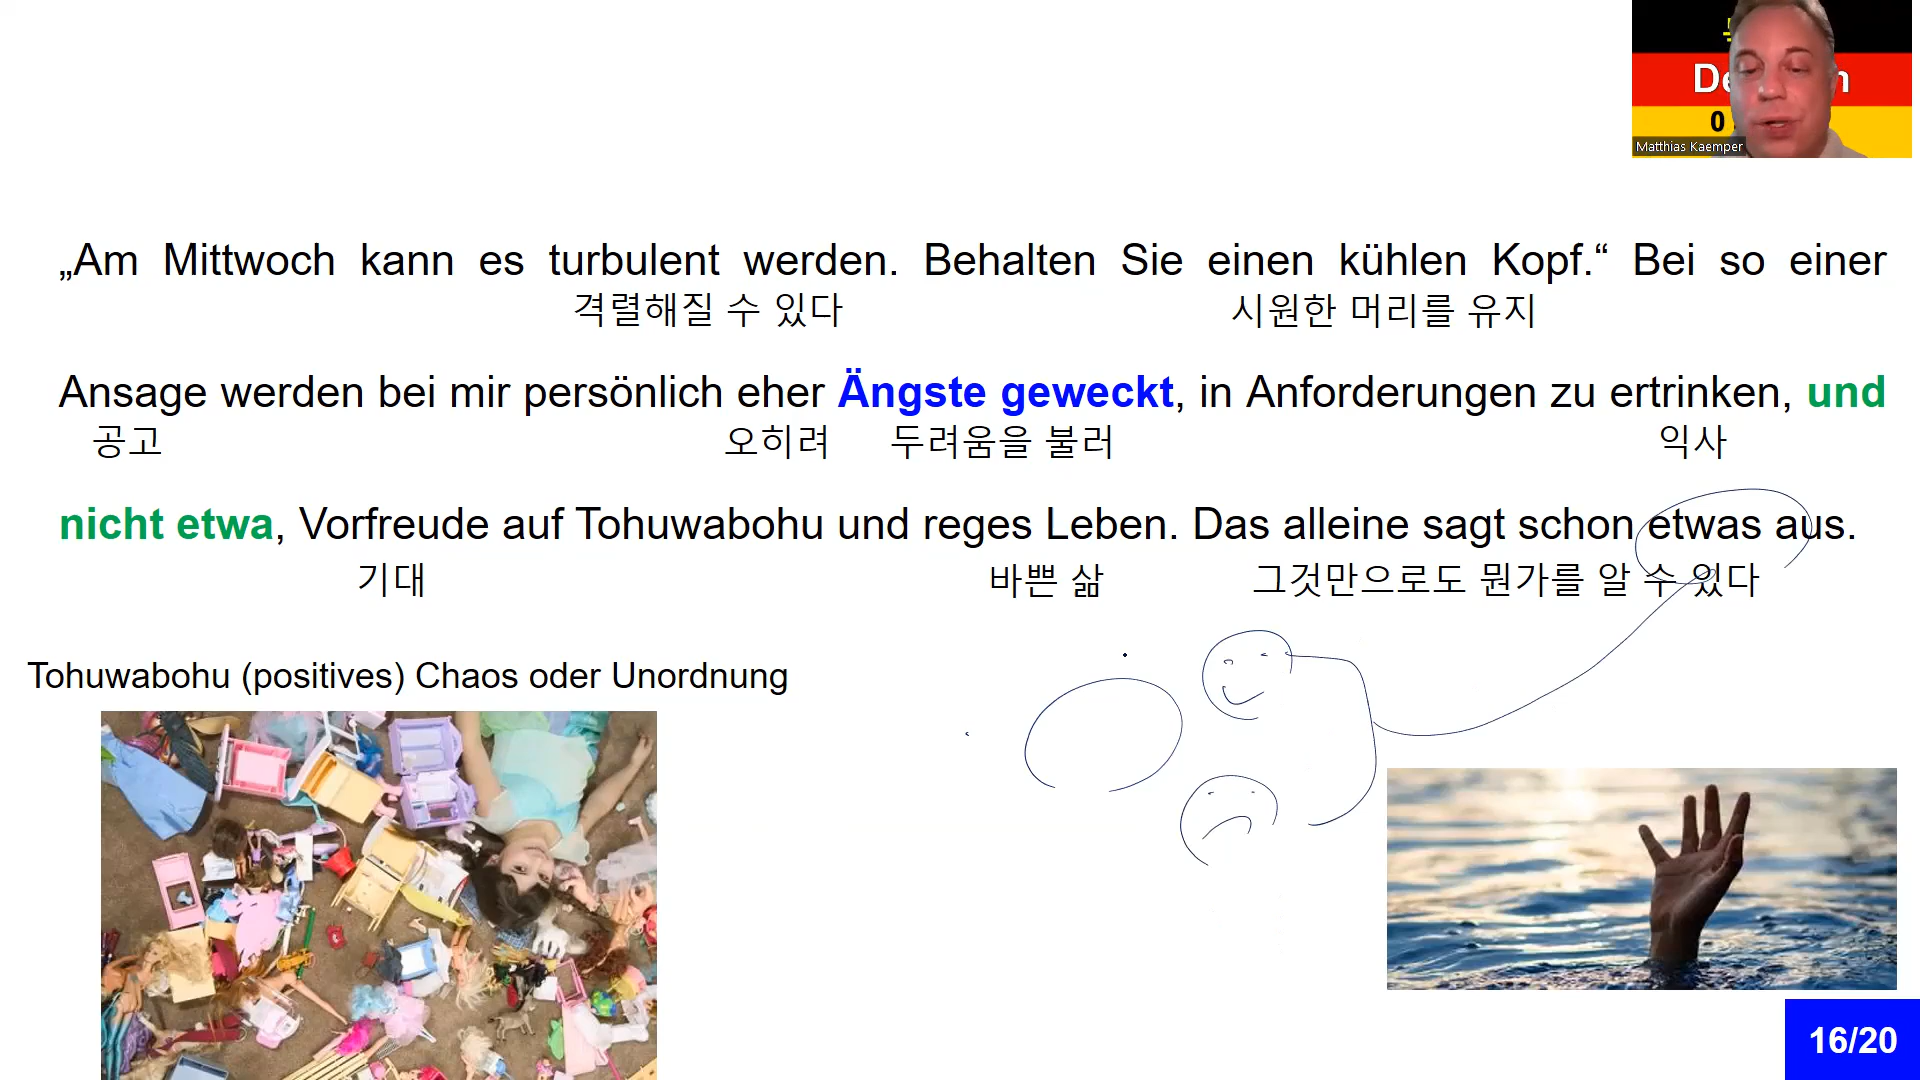 Matthias Kaemper
„Am Mittwoch kann es turbulent werden. Behalten Sie einen kühlen Kopf.“ Bei so einer
격렬해질 수 있다 시원한 머리를 유지
Ansage werden bei mir persönlich eher Ängste geweckt, in Anforderungen zu ertrinken, und
공고 오히려 두려움을 불러 익사
nicht etwa, Vorfreude auf Tohuwabohu und reges Leben. Das alleine sagt schon etwas aus.
기대 바쁜 삶 그것만으로도 뭔가를 알 수 있다
Tohuwabohu (positives) Chaos oder Unordnung
16/20